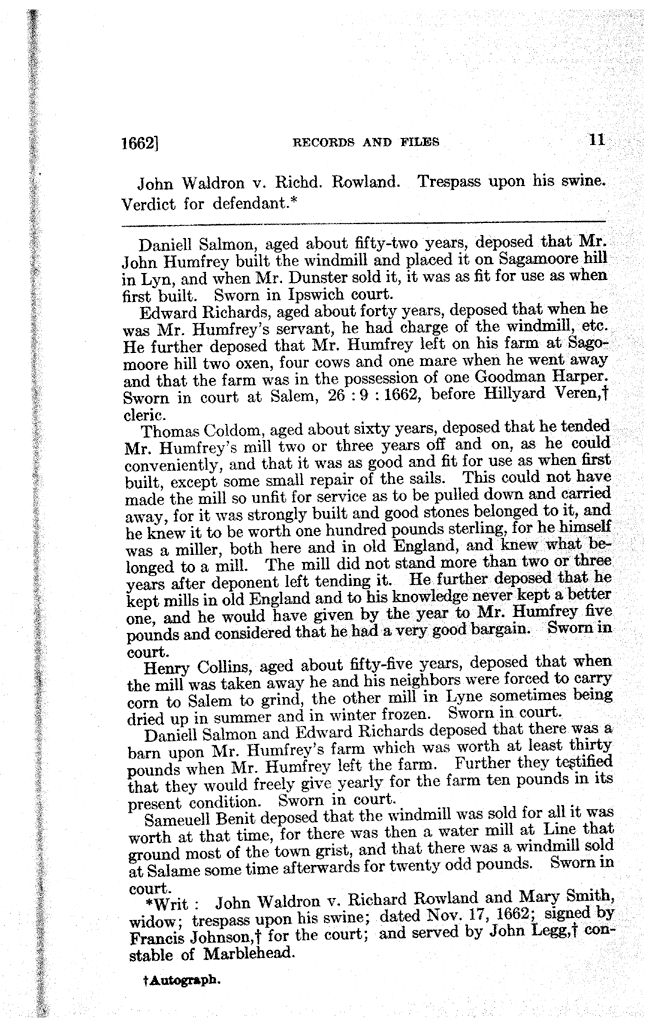 1662] RECORDS AND FILES 11
John Waldron v. Richd. Rowland. Trespass upon his swine.
Verdict for defendant.*
Daniell Salmon, aged about fifty-two years, deposed that Mr.
John Humfrey built the windmill and placed it on Sagamoore hill
in Lyn, and when Mr. Dunster sold it, it was as fit for use as when
first built. Sworn in Ipswich court.
Edward Richards, aged about forty years, deposed that when he
was Mr. Humfrey's servant, he had charge of the windmill, etc.
He further deposed that Mr. Humfrey left on his farm at Sago-
moore hill two oxen, four cows and one mare when he went away
and that the farm was in the possession of one Goodman Harper.
Sworn in court at Salem, 26 : 9 : 1662, before Hillyard Veren,†
cleric.
Thomas Coldom, aged about sixty years, deposed that he tended
Mr. Humfrey's mill two or three years off and on, as he could
conveniently, and that it was as good and fit for use as when first
built, except some small repair of the sails. This could not have
made the mill so unfit for service as to be pulled down and carried
away, for it was strongly built and good stones belonged to it, and
he knew it to be worth one hundred pounds sterling, for he himself
was a miller, both here and in old England, and knew what be-
longed to a mill. The mill did not stand more than two or three
years after deponent left tending it. He further deposed that he
kept mills in old England and to his knowledge never kept a better
one, and he would have given by the year to Mr. Humfrey five
pounds and considered that he had a very good bargain. Sworn in
court.
Henry Collins, aged about fifty-five years, deposed that when
the mill was taken away he and his neighbors were forced to carry
corn to Salem to grind, the other mill in Lyne sometimes being
dried up in summer and in winter frozen. Sworn in court.
Daniell Salmon and Edward Richards deposed that there was a
barn upon Mr. Humfrey's farm which was worth at least thirty
pounds when Mr. Humfrey left the farm. Further they testified
that they would freely give yearly for the farm ten pounds in its
present condition. Sworn in court.
Sameuell Benit deposed that the windmill was sold for all it was
worth at that time, for there was then a water mill at Line that
ground most of the town grist, and that there was a windmill sold
at Salame some time afterwards for twenty odd pounds. Sworn in
court.
*Writ : John Waldron v. Richard Rowland and Mary Smith,
widow; trespass upon his swine; dated Nov. 17, 1662; signed by
Francis Johnson,† for the court; and served by John Legg,† con-
stable of Marblehead.
†Autograph.